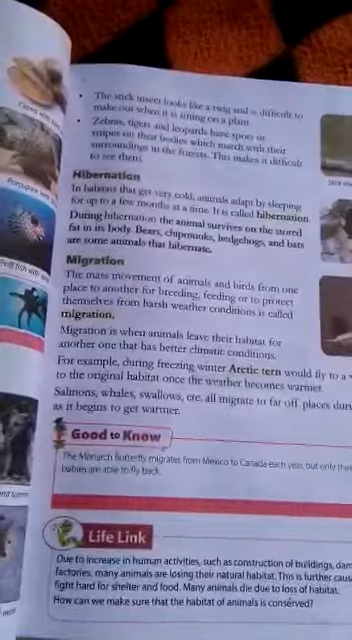 • The stick insect looks like a twig and is difficult to
make out when it is sitting on a plant.
• Zebras, tigers and leopards have spots or
stripes on their bodies which match with their
surroundings in the forests. This makes it difficult
to see them.
Hibernation
In habitats that get very cold, animals adapt by sleeping
for up to a few months at a time. It is called hibernation.
During hibernation the animal survives on the stored
fat in its body. Bears, chipmunks, hedgehogs, and bats
are some animals that hibernate.
Migration
The mass movement of animals and birds from one
place to another for breeding, feeding or to protect
themselves from harsh weather conditions is called
migration.
Migration is when animals leave their habitat for
another one that has better climatic conditions.
For example, during freezing winter Arctic tern would fly to a
to the original habitat once the weather becomes warmer.
Salmons, whales, swallows, etc. all migrate to far off places
as it begins to get warmer.
Good to Know
The Monarch Butterfly migrates from Mexico to Canada each year, but only
babies are able to fly back.
Life Link
Due to increase in human activities, such as construction of buildings,
factories, many animals are losing their natural habitat. This is further
fight hard for shelter and food. Many animals die due to loss of habitat.
How can we make sure that the habitat of animals is conserved?